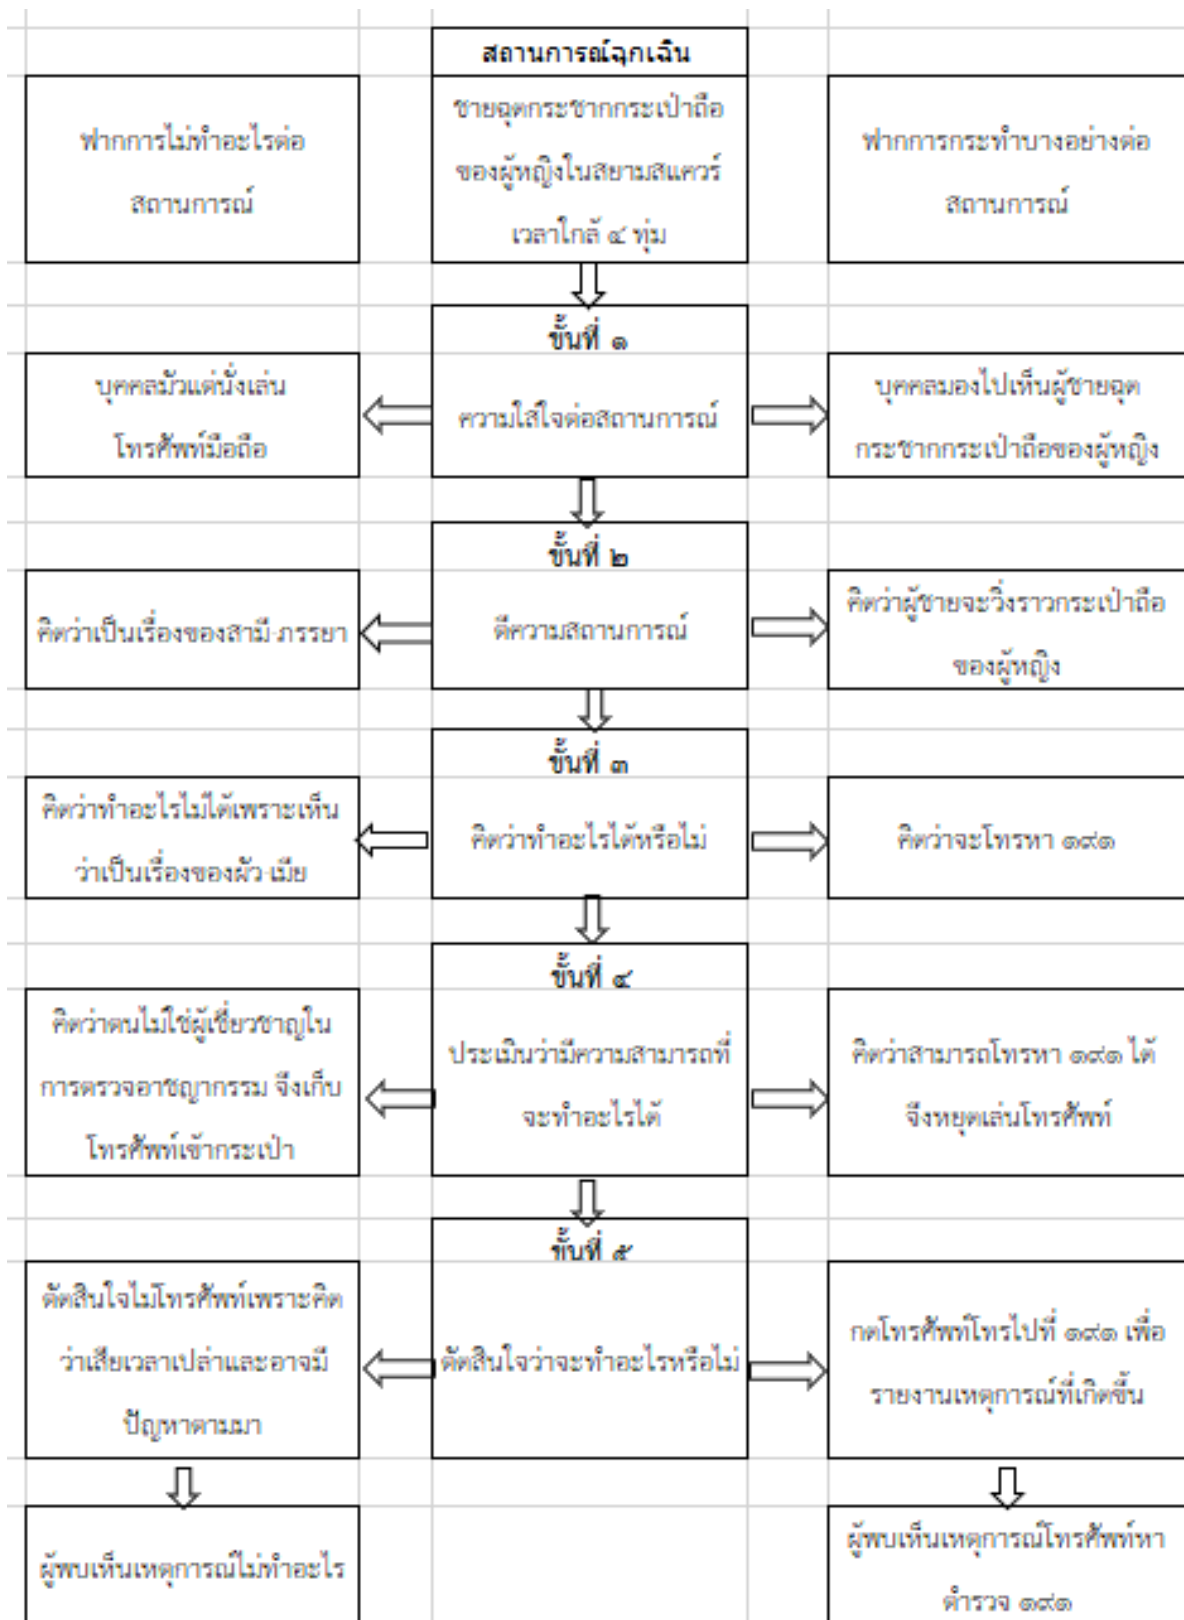 สถานการณ์ฉุกเฉิน
ฟากการไม่ทำอะไรต่อ
สถานการณ์
ชายฉุดกระชากกระเป๋าถือ
ของผู้หญิงในสยามสแควร์
เวลาใกล้ ๔ ทุ่ม
ฟากการกระทำบางอย่างต่อ
สถานการณ์
ขั้นที่ ๑
บุคคลมัวแต่นั่งเล่น
โทรศัพท์มือถือ
ความใส่ใจต่อสถานการณ์
บุคคลมองไปเห็นผู้ชายฉุด
กระชากกระเป๋าถือของผู้หญิง
ขั้นที่ ๒
คิดว่าเป็นเรื่องของสามี-ภรรยา
ตีความสถานการณ์
คิดว่าผู้ชายจะวิ่งราวกระเป๋าถือ
ของผู้หญิง
ขั้นที่ ๓
คิดว่าทำอะไรไม่ได้เพราะเห็น
ว่าเป็นเรื่องของผัว-เมีย
คิดว่าทำอะไรได้หรือไม่
คิดว่าจะโทรหา ๑๙๑
ขั้นที่ ๔
คิดว่าตนไม่ใช่ผู้เชี่ยวชาญใน
การตรวจอาชญากรรม จึงเก็บ
โทรศัพท์เข้ากระเป๋า
ประเมินว่ามีความสามารถที่
จะทำอะไรได้
คิดว่าสามารถโทรหา ๑๙๑ ได้
จึงหยุดเล่นโทรศัพท์
ขั้นที่ ๕
ตัดสินใจไม่โทรศัพท์เพราะคิด
ว่าเสียเวลาเปล่าและอาจมี
ปัญหาตามมา
ตัดสินใจว่าจะทำอะไรหรือไม่
กดโทรศัพท์โทรไปที่ ๑๙๑ เพื่อ
รายงานเหตุการณ์ที่เกิดขึ้น
ผู้พบเห็นเหตุการณ์ไม่ทำอะไร
ผู้พบเห็นเหตุการณ์โทรศัพท์หา
ตำรวจ ๑๙๑